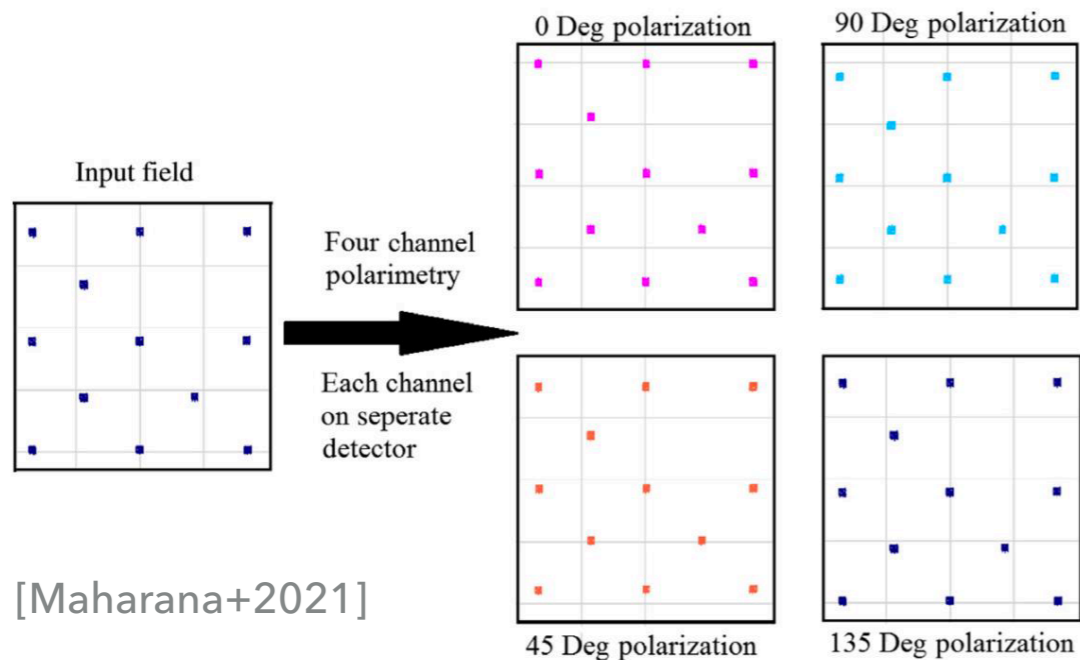 0 Deg polarization
90 Deg polarization
Input field
Four channel
polarimetry
Each channel
on seperate
detector
[Maharana+2021]
45 Deg polarization
135 Deg polarization